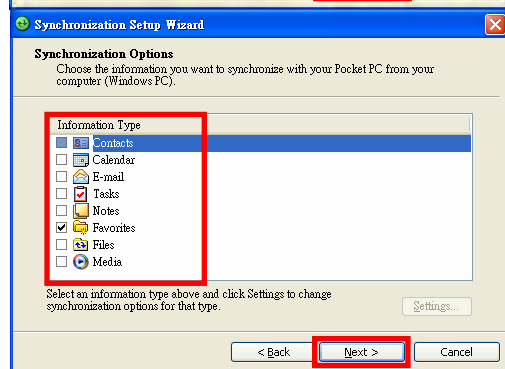 Synchronization Setup Wizard
Synchronization Options
Choose the information you want to synchronize with your Pocket PC from your
computer (Windows PC).
Information Type
Contacts
Calendar
E-mail
Tasks
Notes
Favorites
Files
Media
Select an information type above and click Settings to change
synchronization options for that type.
Settings...
< Back
Next >
Cancel